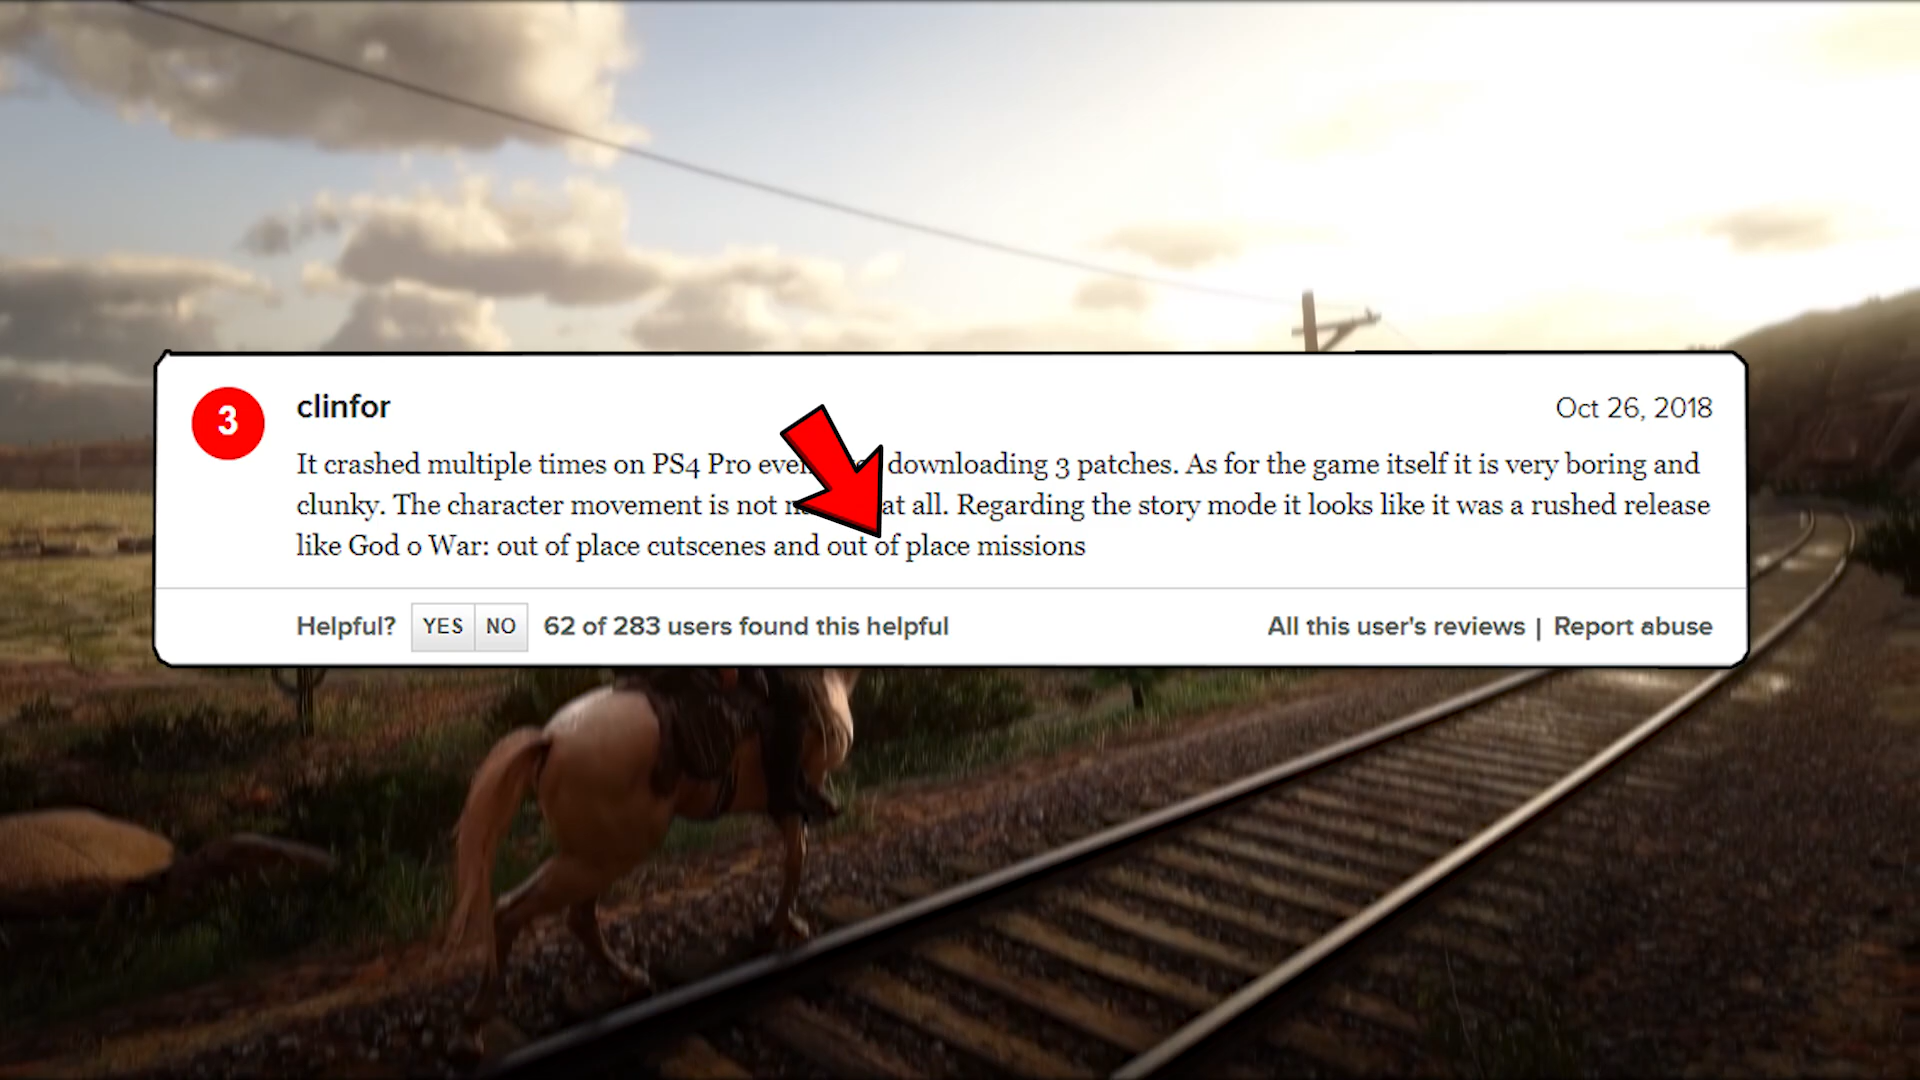 3
clinfor
Oct 26, 2018
It crashed multiple times on PS4 Pro even downloading 3 patches. As for the game itself it is very boring and
clunky. The character movement is not at all. Regarding the story mode it looks like it was a rushed release
like God o War: out of place cutscenes and out of place missions
Helpful? YES NO 62 of 283 users found this helpful
All this user's reviews | Report abuse